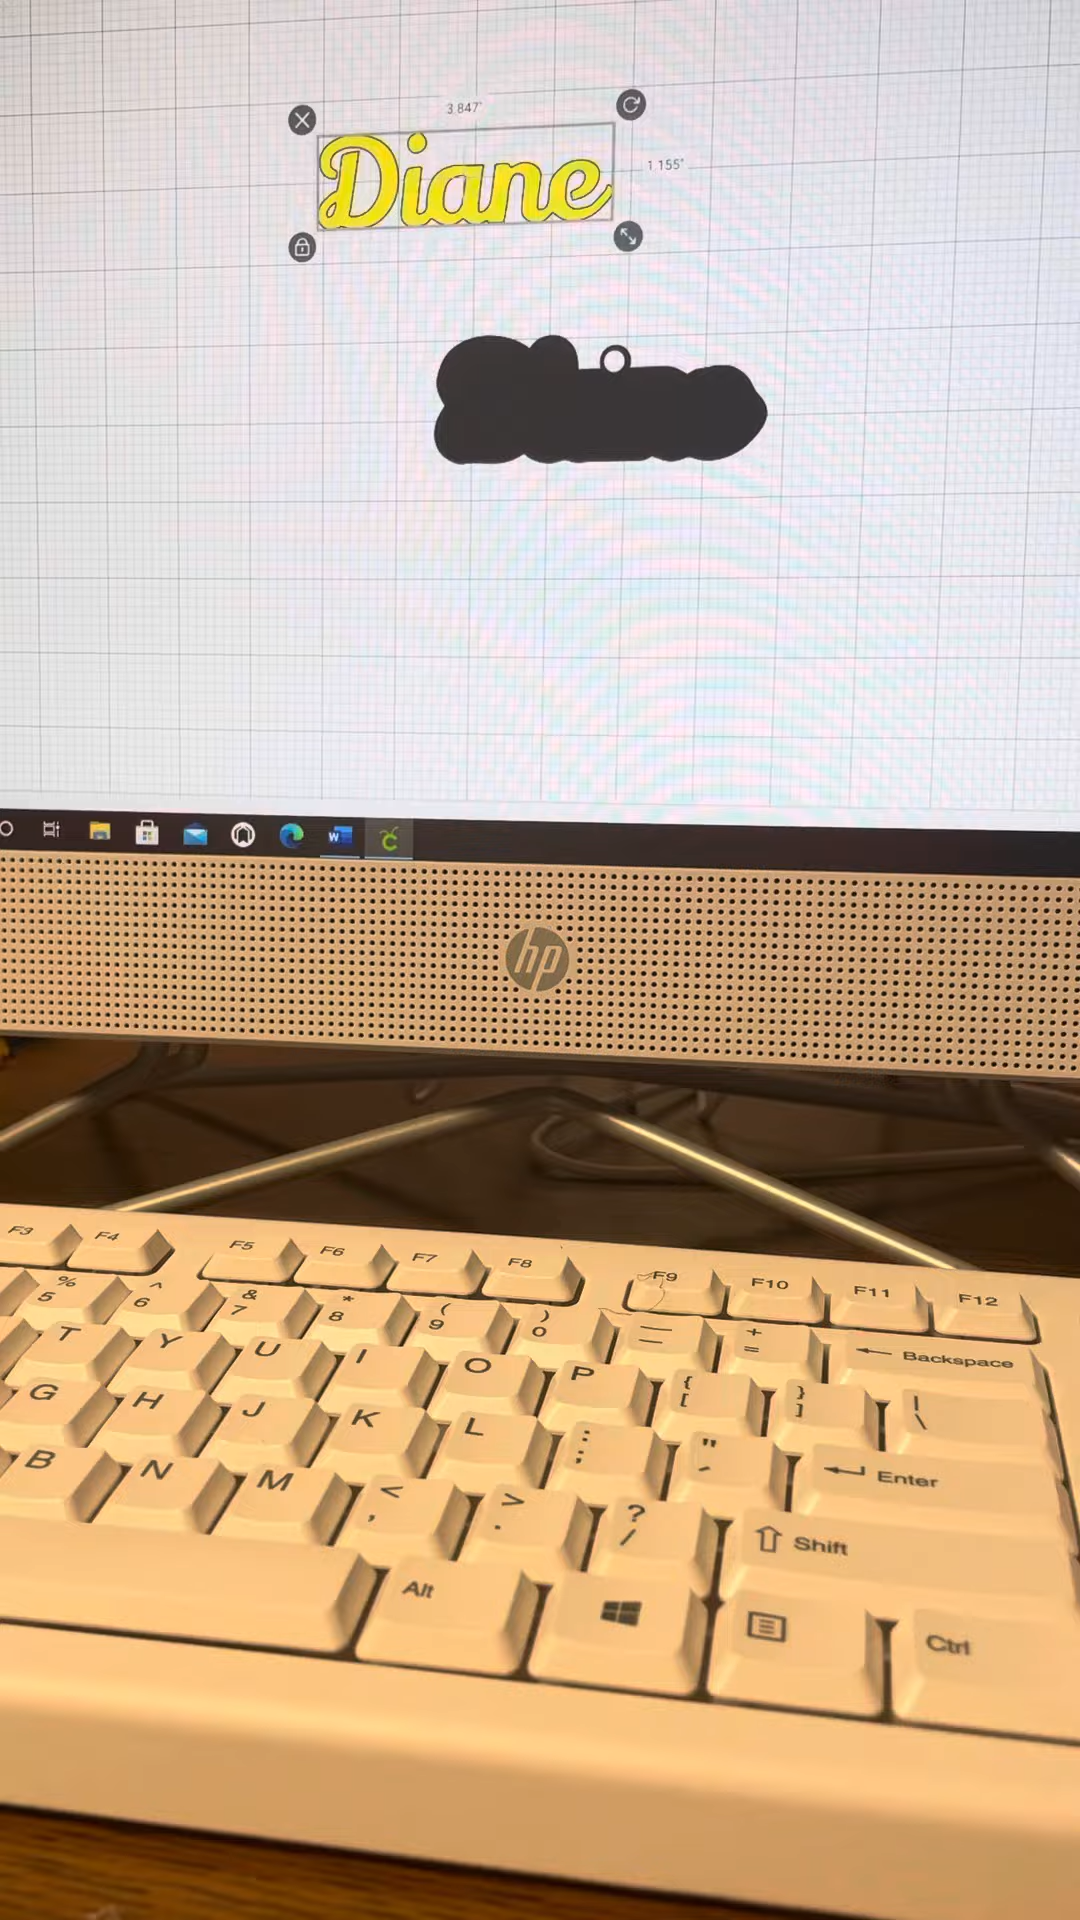 3.847"
Diane
1.155"
W
hp
F3 F4 F5 F6 F7 F8 F9 F10 F11 F12
% 5 ^ 6 & 7 * 8 ( 9 ) 0 — - + = ← Backspace
T Y U I O P { [ } ] | \
G H J K L : ; " ' ↵ Enter
B N M < , > . ? / ⇧ Shift
Alt Ctrl